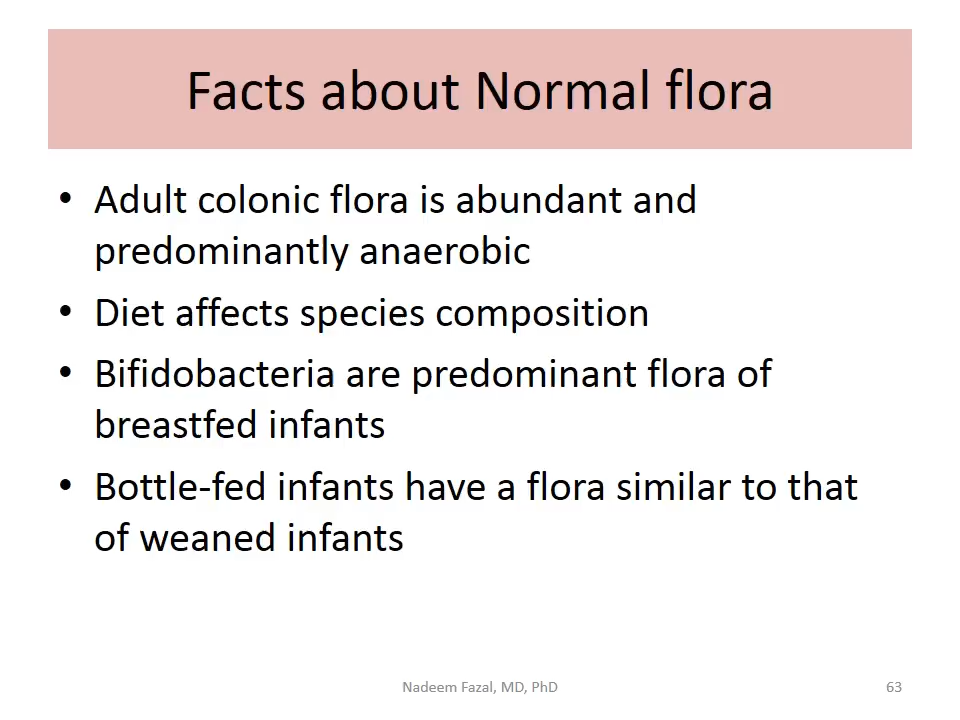 Facts about Normal flora
• Adult colonic flora is abundant and
predominantly anaerobic
• Diet affects species composition
• Bifidobacteria are predominant flora of
breastfed infants
• Bottle-fed infants have a flora similar to that
of weaned infants
Nadeem Fazal, MD, PhD
63